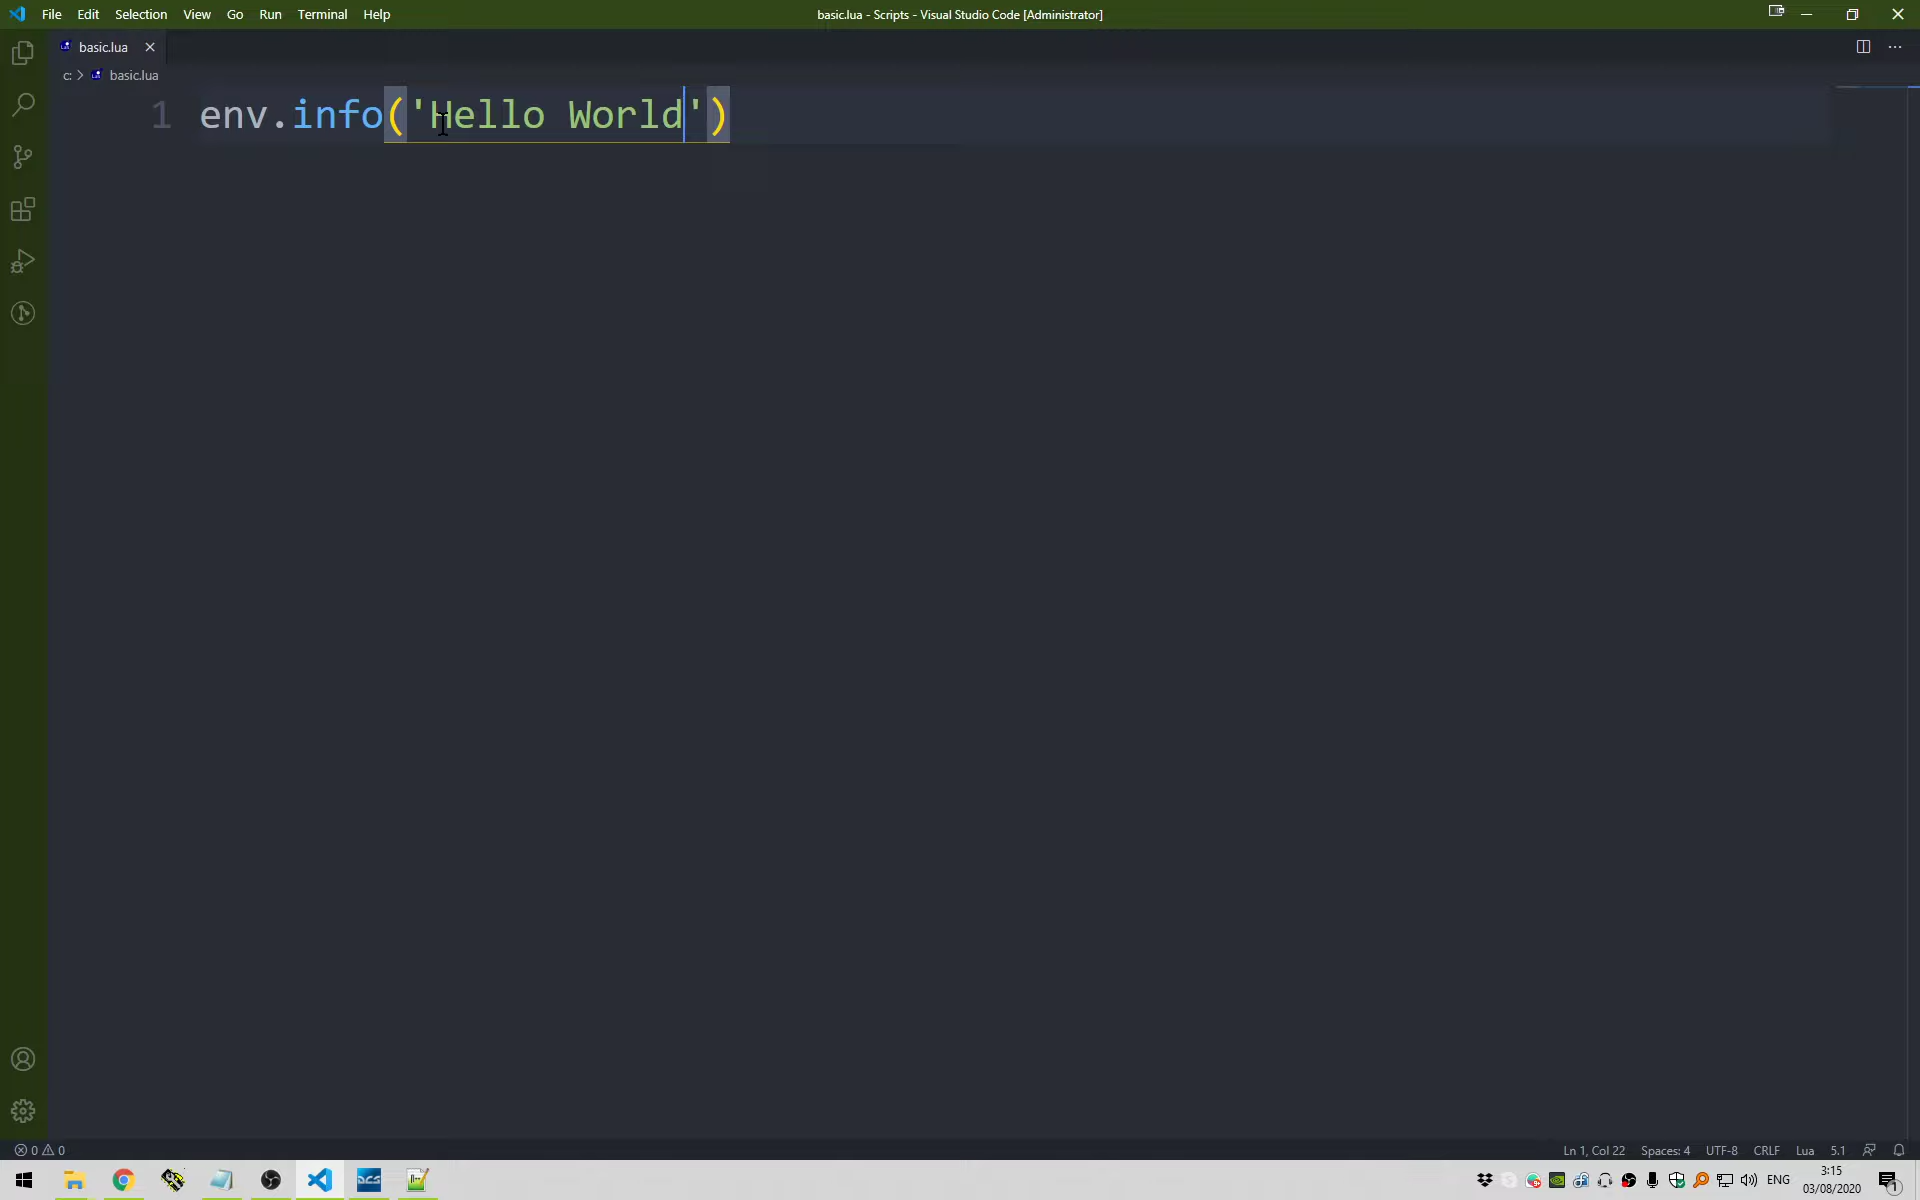 File Edit Selection View Go Run Terminal Help
basic.lua - Scripts - Visual Studio Code [Administrator]
basic.lua
c: > basic.lua
1 env.info('Hello World')
0 0
Ln 1, Col 22 Spaces: 4 UTF-8 CRLF Lua 5.1
DCS
ENG
3:15
03/08/2020
1